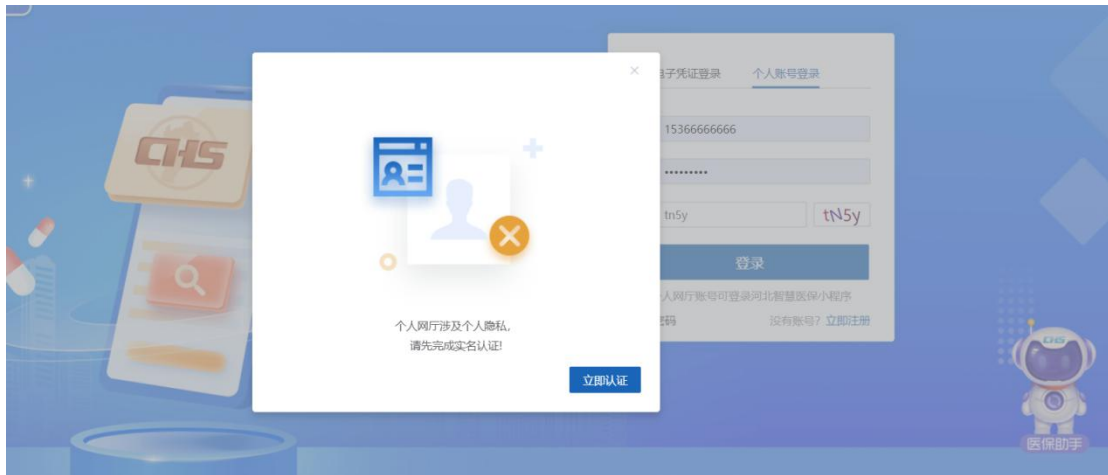 CHS
个人网厅涉及个人隐私,
请先完成实名认证!
立即认证
子凭证登录
个人账号登录
15366666666
•••••••••
tn5y
tN5y
登录
人网厅账号可登录河北智慧医保小程序
密码
没有账号? 立即注册
CHS
医保助手